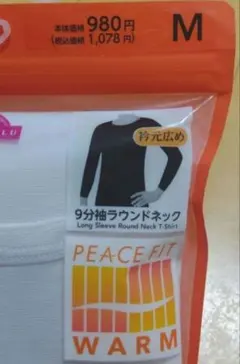 本体価格 980円
(税込価格 1,078円)
M
衿元広め
9分袖ラウンドネック
Long Sleeve Round Neck T-Shirt
PEACE FIT
WARM